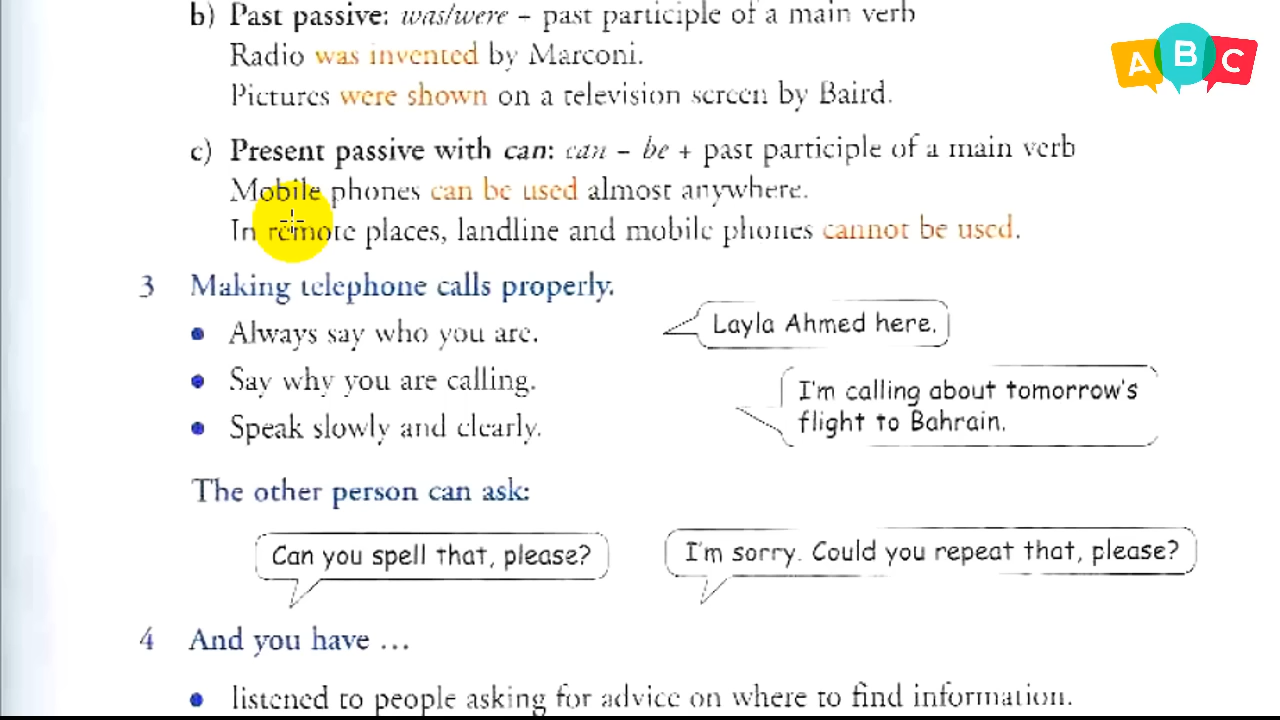 b) Past passive: was/were – past participle of a main verb
Radio was invented by Marconi.
Pictures were shown on a television screen by Baird.
c) Present passive with can: can – be + past participle of a main verb
Mobile phones can be used almost anywhere.
In remote places, landline and mobile phones cannot be used.
3 Making telephone calls properly.
• Always say who you are.
Layla Ahmed here.
• Say why you are calling.
I'm calling about tomorrow's
flight to Bahrain.
• Speak slowly and clearly.
The other person can ask:
Can you spell that, please?
I'm sorry. Could you repeat that, please?
4 And you have ...
• listened to people asking for advice on where to find information.
A B C